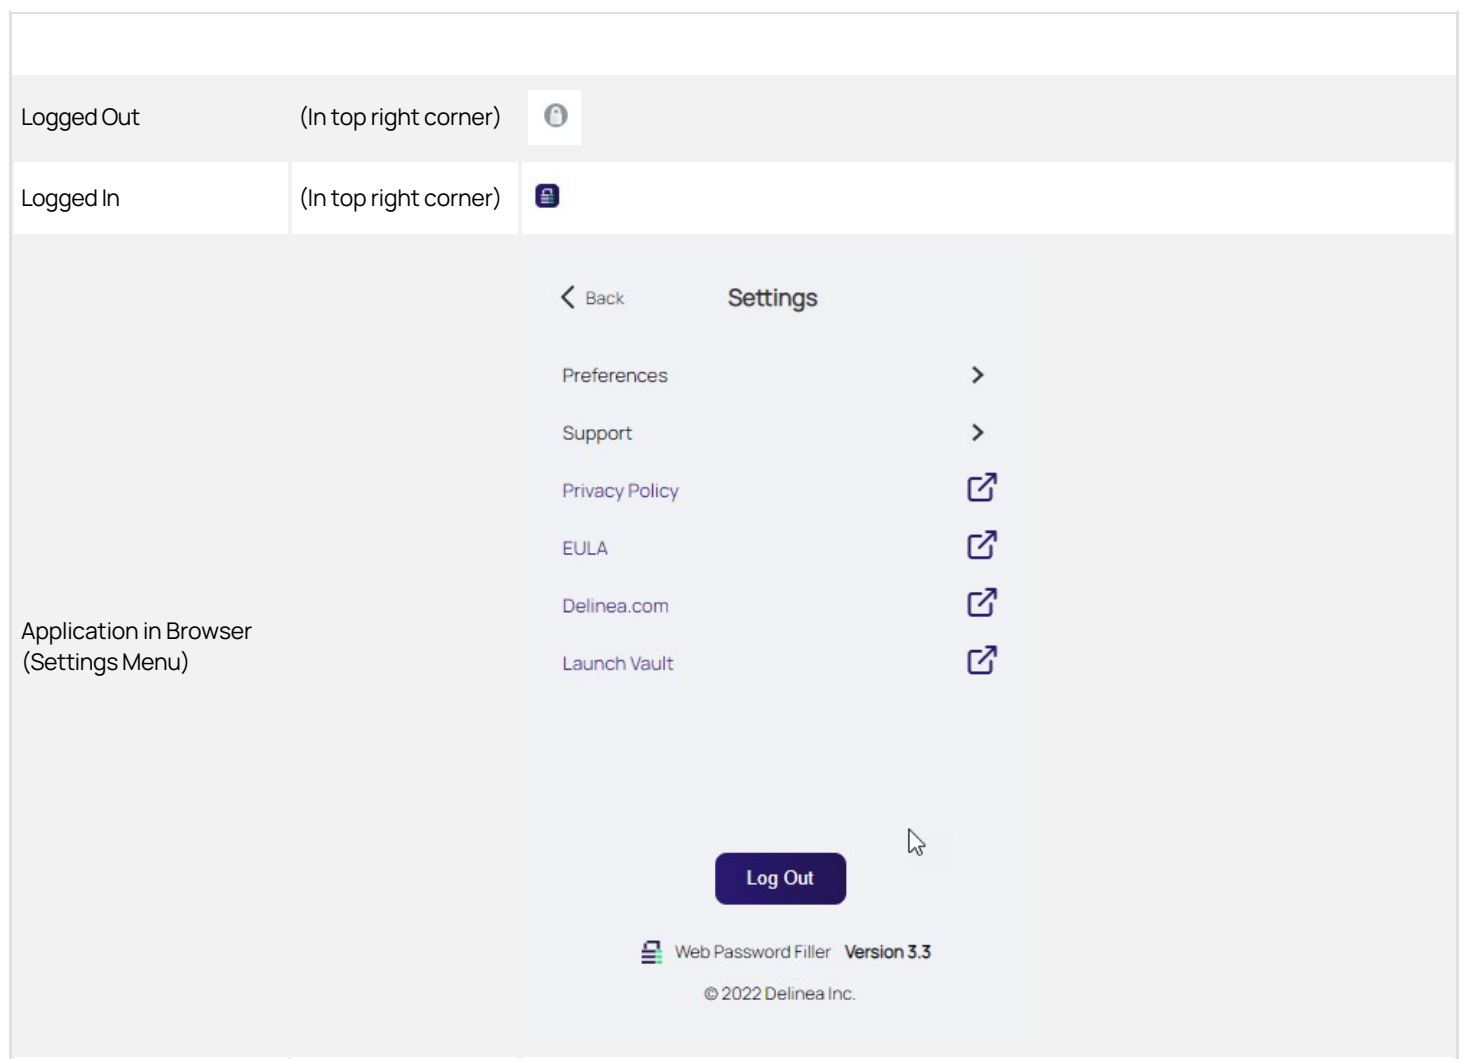 Logged Out (In top right corner)
Logged In (In top right corner)
Back Settings
Preferences
Support
Privacy Policy
EULA
Delinea.com
Launch Vault
Application in Browser
(Settings Menu)
Log Out
Web Password Filler Version 3.3
© 2022 Delinea Inc.